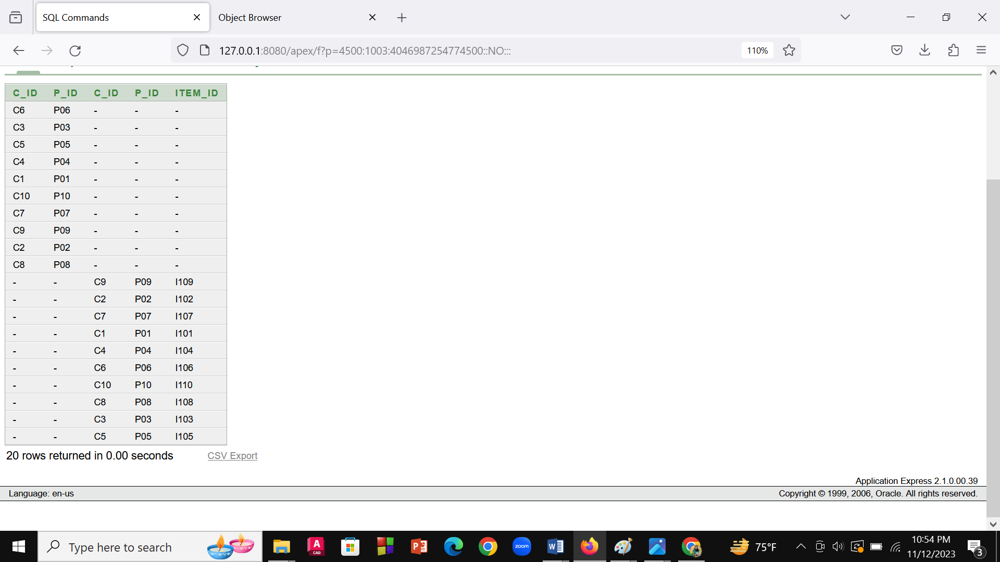 SQL Commands
Object Browser
127.0.0.1:8080/apex/f?p=4500:1003:4046987254774500::NO:::
110%
C_ID P_ID C_ID P_ID ITEM_ID
C6 P06 - - -
C3 P03 - - -
C5 P05 - - -
C4 P04 - - -
C1 P01 - - -
C10 P10 - - -
C7 P07 - - -
C9 P09 - - -
C2 P02 - - -
C8 P08 - - -
- - C9 P09 I109
- - C2 P02 I102
- - C7 P07 I107
- - C1 P01 I101
- - C4 P04 I104
- - C6 P06 I106
- - C10 P10 I110
- - C8 P08 I108
- - C3 P03 I103
- - C5 P05 I105
20 rows returned in 0.00 seconds CSV Export
Application Express 2.1.0.00.39
Language: en-us Copyright © 1999, 2006, Oracle. All rights reserved.
Type here to search
A
CAD
P
zoom
W
75°F
10:54 PM
11/12/2023
3